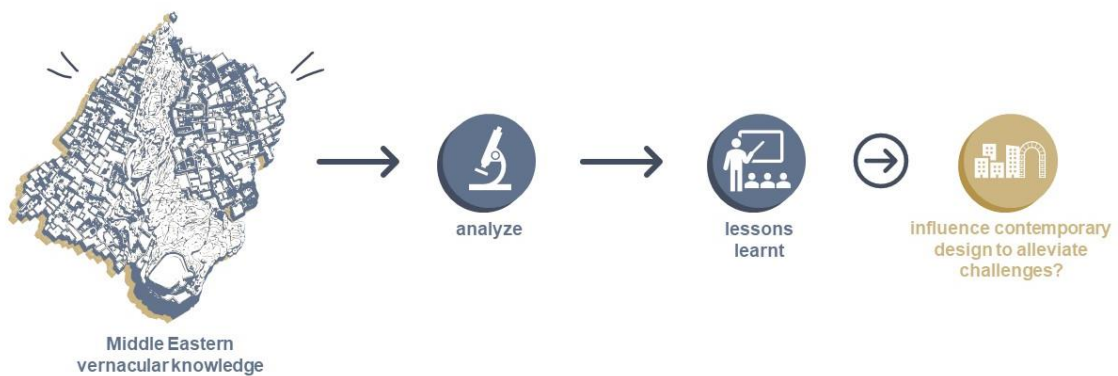 Middle Eastern
vernacular knowledge
analyze
lessons
learnt
influence contemporary
design to alleviate
challenges?